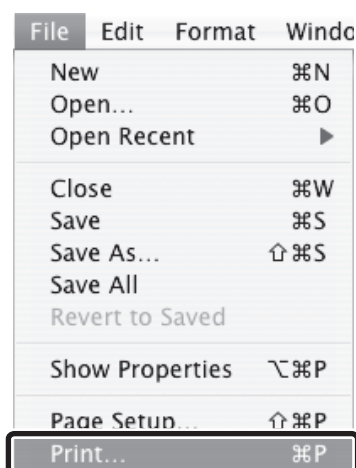 File Edit Format Windo
New ⌘N
Open... ⌘O
Open Recent ▶
Close ⌘W
Save ⌘S
Save As... ⇧⌘S
Save All
Revert to Saved
Show Properties ⌥⌘P
Page Setup... ⇧⌘P
Print... ⌘P